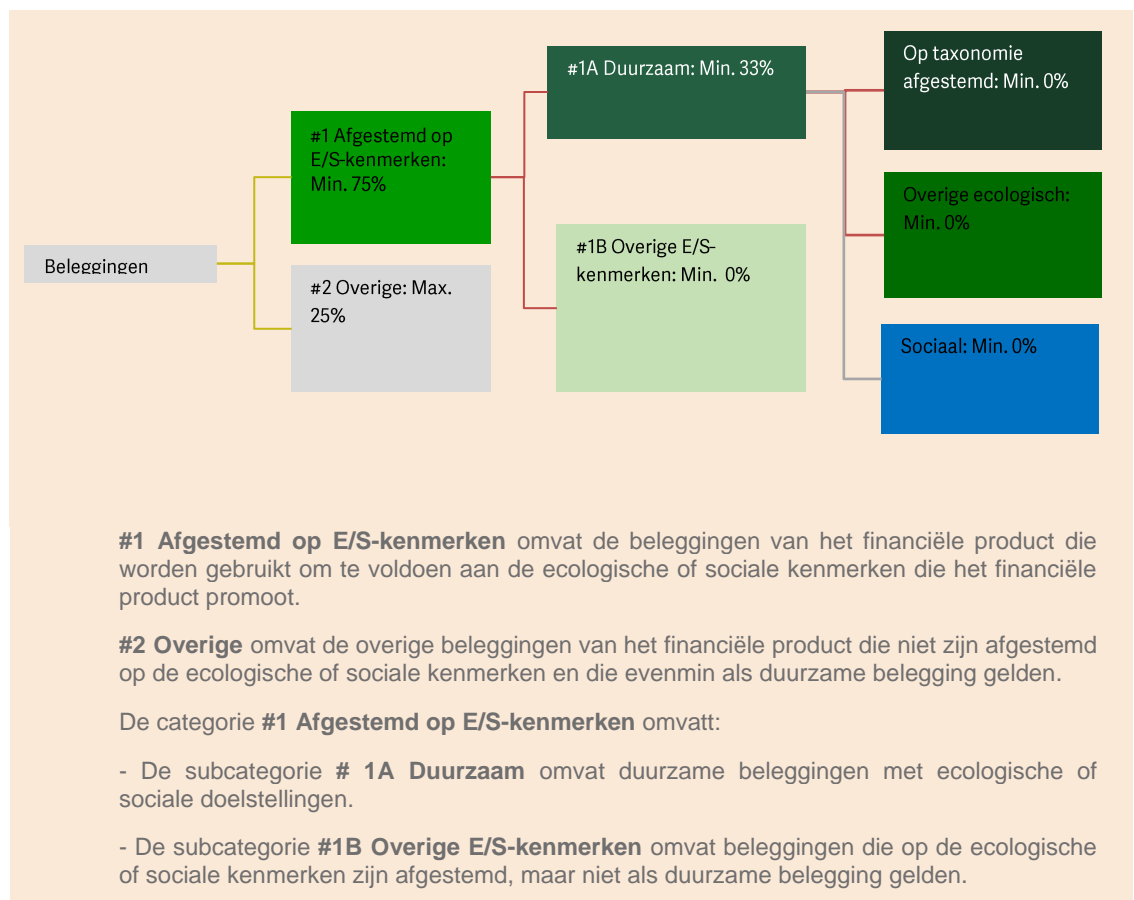 #1A Duurzaam: Min. 33%
Op taxonomie
afgestemd: Min. 0%
#1 Afgestemd op
E/S-kenmerken:
Min. 75%
Overige ecologisch:
Min. 0%
#1B Overige E/S-
kenmerken: Min. 0%
Beleggingen
#2 Overige: Max.
25%
Sociaal: Min. 0%
#1 Afgestemd op E/S-kenmerken omvat de beleggingen van het financiële product die
worden gebruikt om te voldoen aan de ecologische of sociale kenmerken die het financiële
product promoot.
#2 Overige omvat de overige beleggingen van het financiële product die niet zijn afgestemd
op de ecologische of sociale kenmerken en die evenmin als duurzame belegging gelden.
De categorie #1 Afgestemd op E/S-kenmerken omvatt:
- De subcategorie # 1A Duurzaam omvat duurzame beleggingen met ecologische of
sociale doelstellingen.
- De subcategorie #1B Overige E/S-kenmerken omvat beleggingen die op de ecologische
of sociale kenmerken zijn afgestemd, maar niet als duurzame belegging gelden.